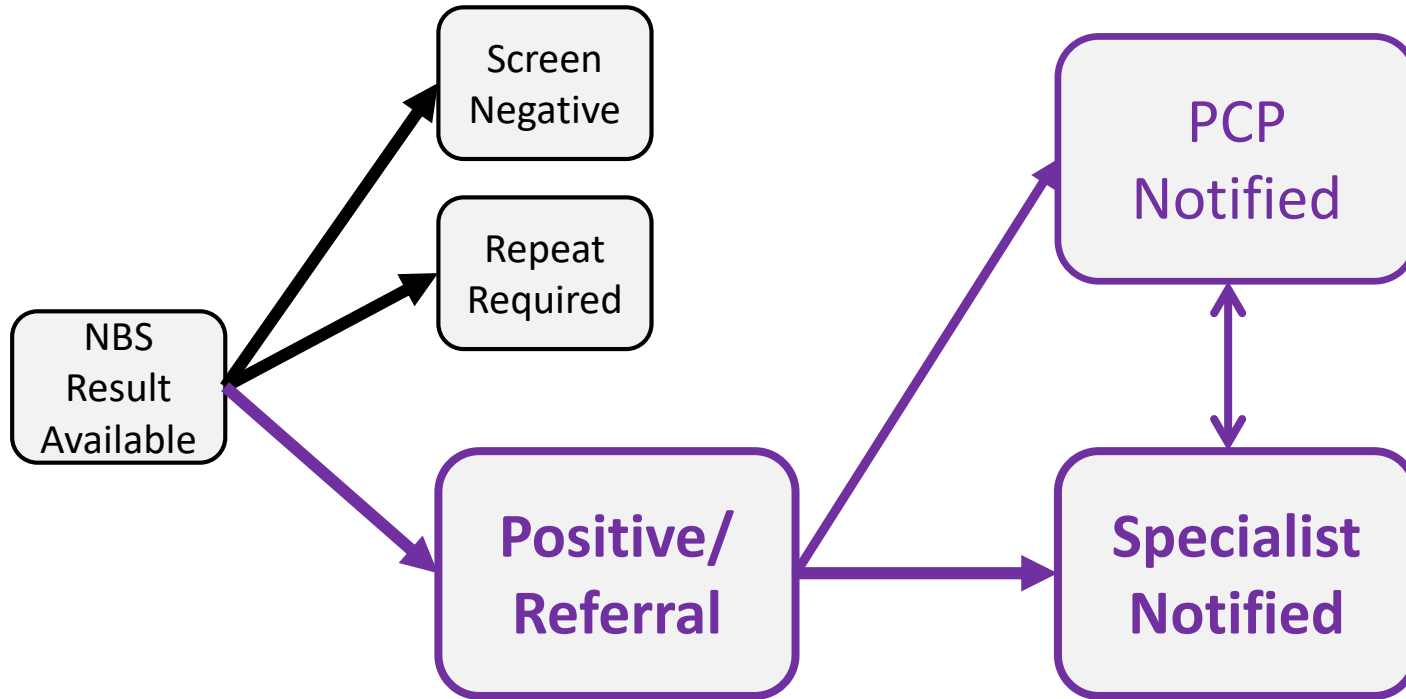 NBS
Result
Available
Screen
Negative
Repeat
Required
Positive/
Referral
PCP
Notified
Specialist
Notified